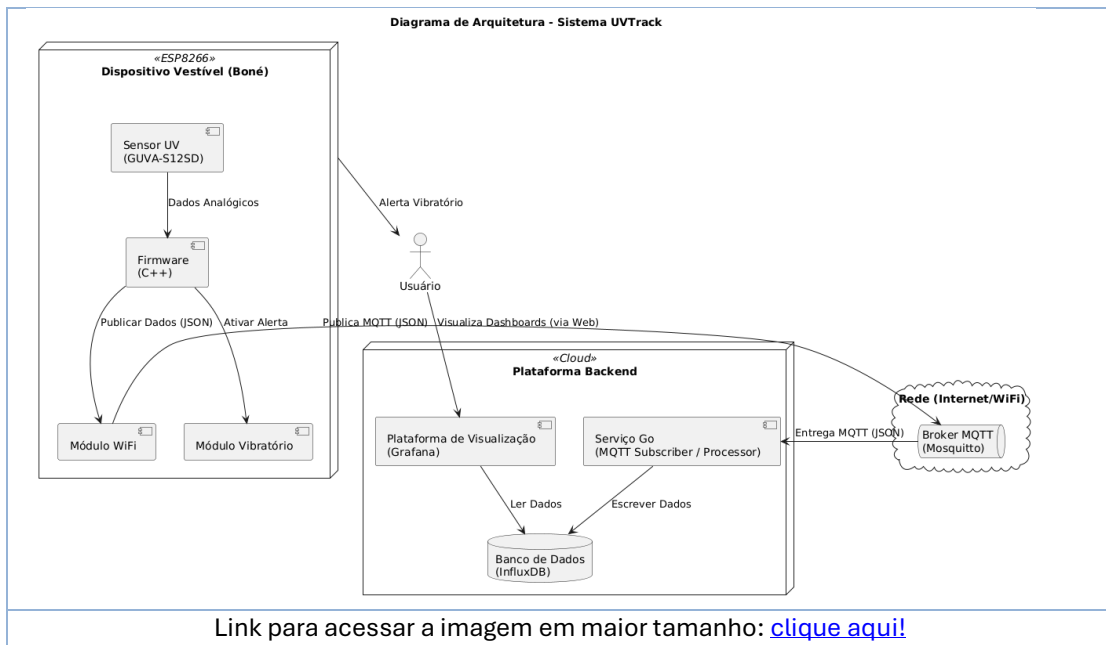 Diagrama de Arquitetura - Sistema UVTrack
«ESP8266»
Dispositivo Vestível (Boné)
Sensor UV
(GUVA-S12SD)
Dados Analógicos
Alerta Vibratório
Firmware
(C++)
Usuário
Publicar Dados (JSON)
Ativar Alerta
Publica MQTT (JSON)
Visualiza Dashboards (via Web)
«Cloud»
Plataforma Backend
Rede (Internet/WiFi)
Módulo WiFi
Módulo Vibratório
Plataforma de Visualização
(Grafana)
Serviço Go
(MQTT Subscriber / Processor)
Entrega MQTT (JSON)
Broker MQTT
(Mosquitto)
Ler Dados
Escrever Dados
Banco de Dados
(InfluxDB)
Link para acessar a imagem em maior tamanho: clique aqui!